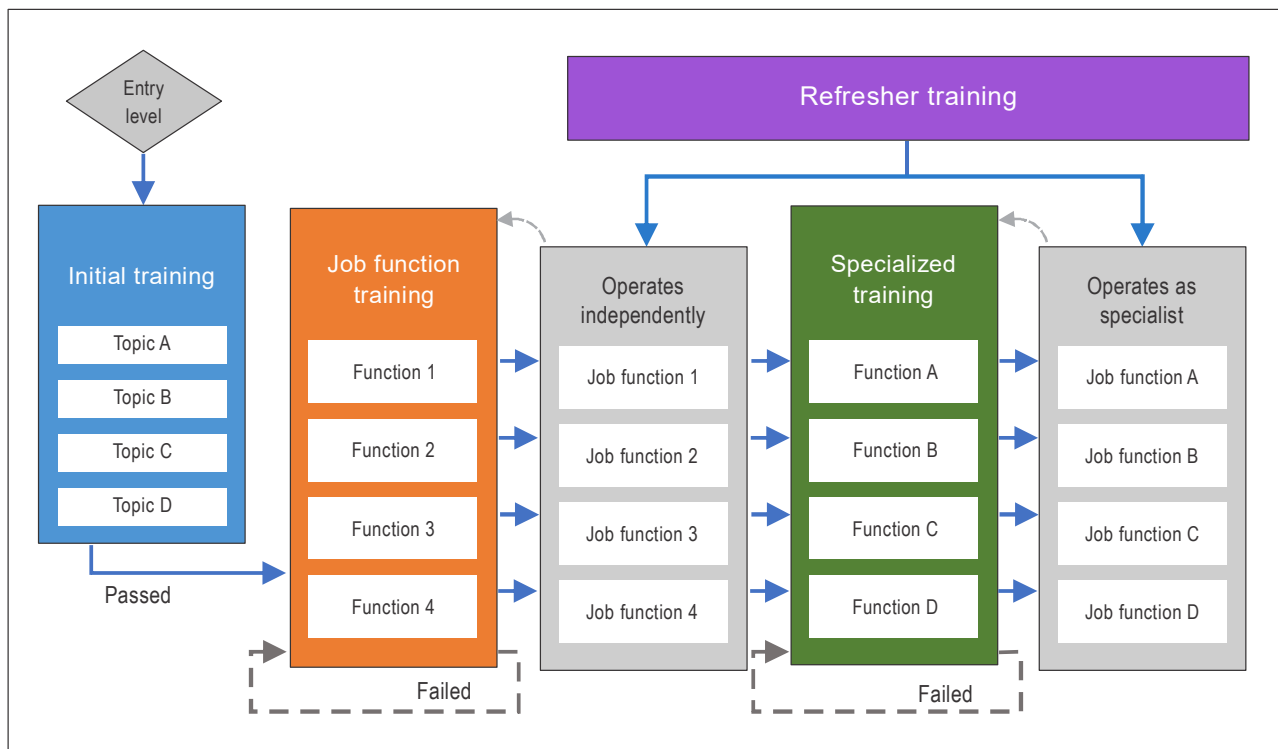 Entry
level
Refresher training
Initial training
Topic A
Topic B
Topic C
Topic D
Passed
Job function
training
Function 1
Function 2
Function 3
Function 4
Failed
Operates
independently
Job function 1
Job function 2
Job function 3
Job function 4
Specialized
training
Function A
Function B
Function C
Function D
Failed
Operates as
specialist
Job function A
Job function B
Job function C
Job function D